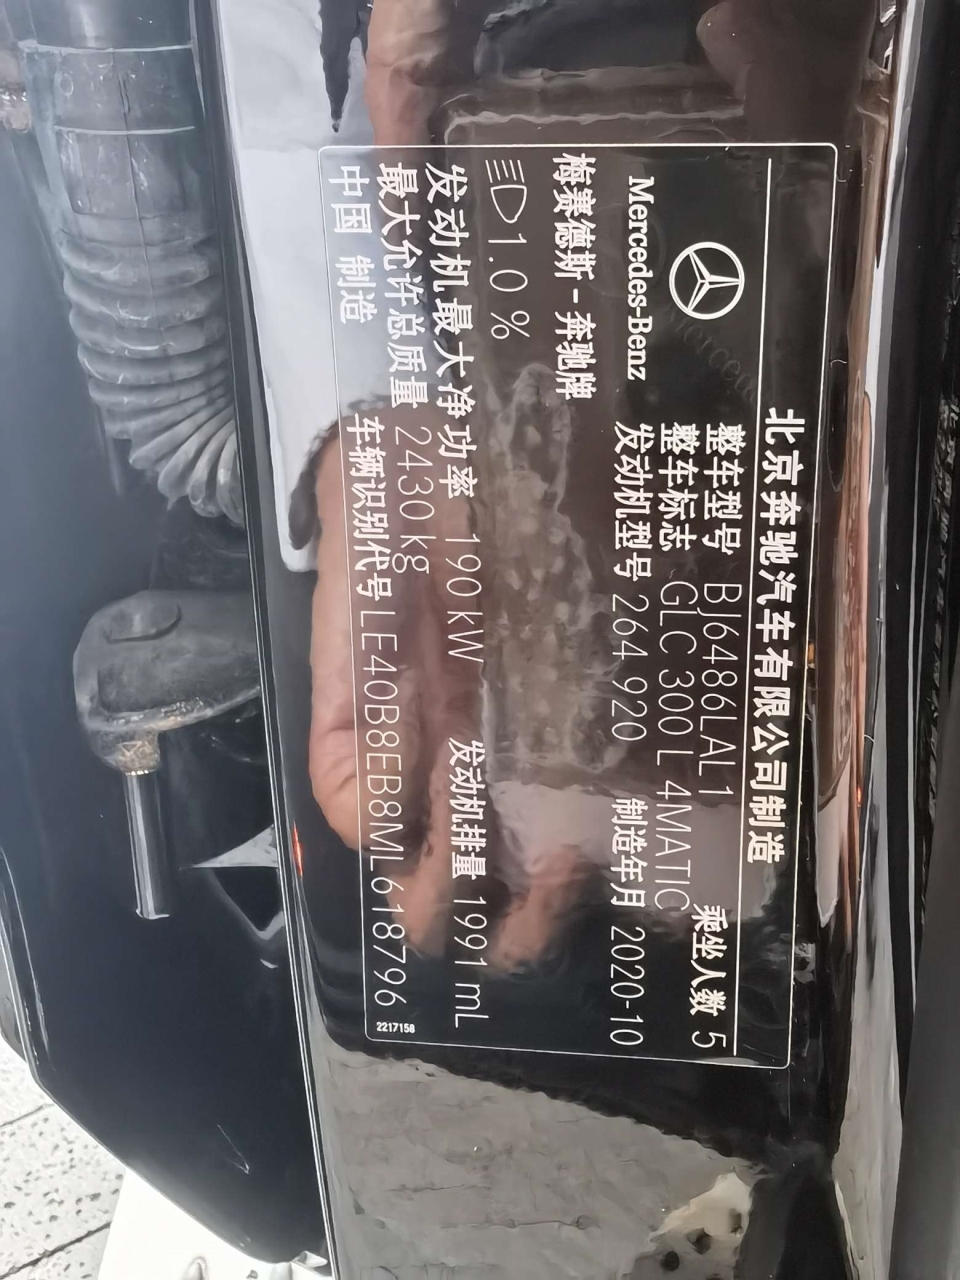 北京奔驰汽车有限公司制造
整车型号 BJ6486LAL1 乘坐人数 5
整车标志 GLC 300 L 4MATIC
Mercedes-Benz 发动机型号 264 920 制造年月 2020-10
梅赛德斯-奔驰牌
1.0 %
发动机最大净功率 190 kW 发动机排量 1991 mL
最大允许总质量 2430 kg
中国 制造 车辆识别代号 LE40B8EB8ML618796 2217158